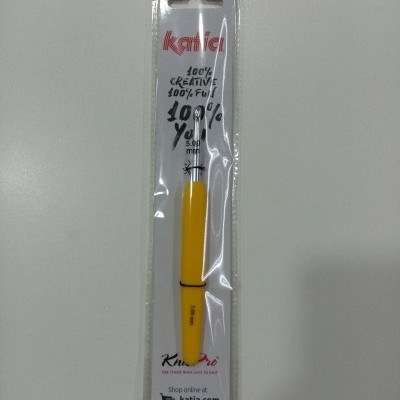 Katia
100%
CREATIVE
100% FUN
100%
You
5.00
mm
KnitPro
Shop online at
katia.com